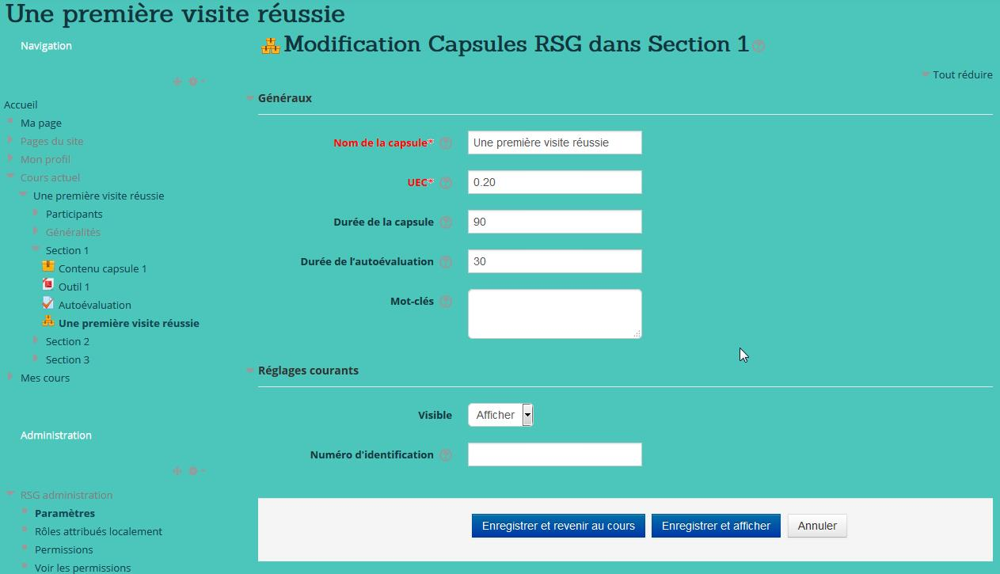 Une première visite réussie
Navigation
Accueil
Ma page
Pages du site
Mon profil
Cours actuel
Une première visite réussie
Participants
Généralités
Section 1
Contenu capsule 1
Outil 1
Autoévaluation
Une première visite réussie
Section 2
Section 3
Mes cours
Administration
RSG administration
Paramètres
Rôles attribués localement
Permissions
Voir les permissions
Modification Capsules RSG dans Section 1
Tout réduire
Généraux
Nom de la capsule* Une première visite réussie
UEC* 0.20
Durée de la capsule 90
Durée de l'autoévaluation 30
Mot-clés
Réglages courants
Visible Afficher
Numéro d'identification
Enregistrer et revenir au cours Enregistrer et afficher Annuler